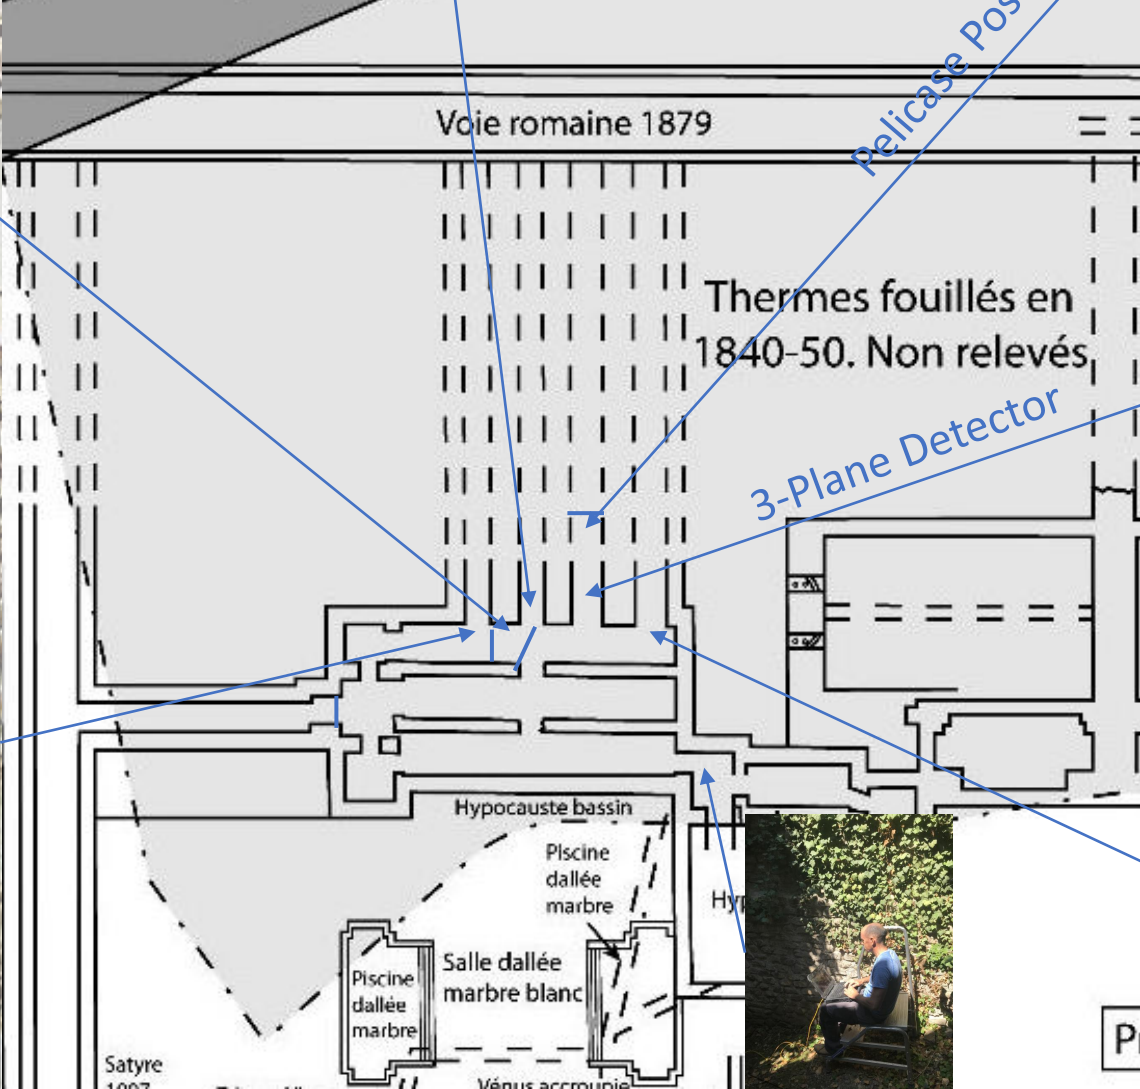 Pelicase Pos
Voie romaine 1879
Thermes fouillés en
1840-50. Non relevés
3-Plane Detector
Hypocauste bassin
Piscine
dallée
marbre
Hyp
Salle dallée
marbre blanc
Piscine
dallée
marbre
Satyre
Vénus accroupie